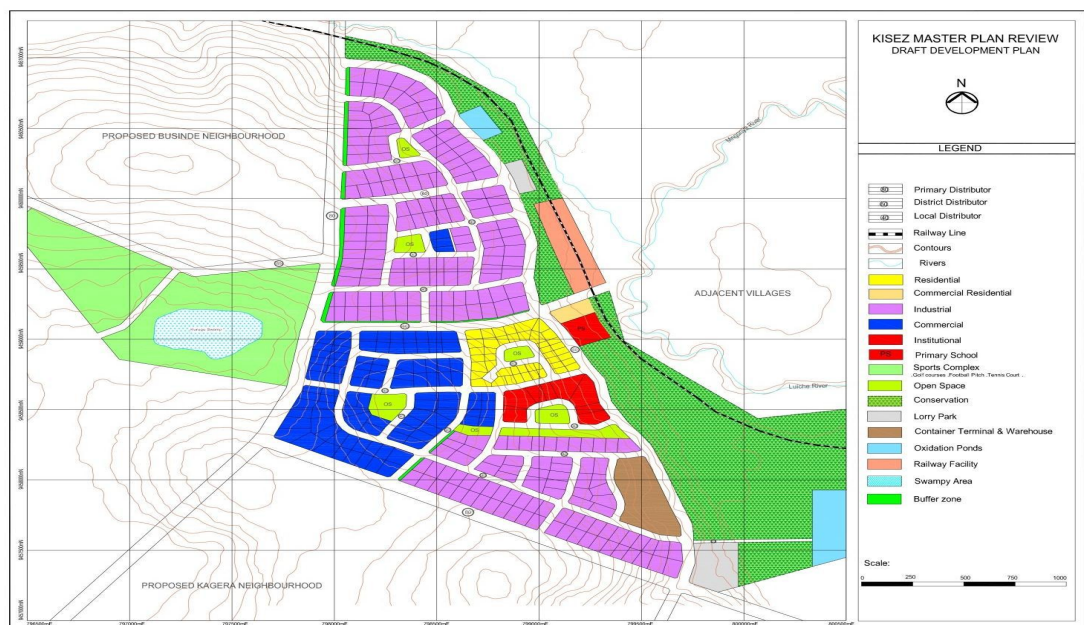 KISEZ MASTER PLAN REVIEW
DRAFT DEVELOPMENT PLAN
N
LEGEND
Primary Distributor
District Distributor
Local Distributor
Railway Line
Contours
Rivers
Residential
Commercial Residential
Industrial
Commercial
Institutional
PS Primary School
Sports Complex
Golf courses ,Football Pitch ,Tennis Court ...
Open Space
Conservation
Lorry Park
Container Terminal & Warehouse
Oxidation Ponds
Railway Facility
Swampy Area
Buffer zone
Scale:
0 250 500 750 1000
PROPOSED BUSINDE NEIGHBOURHOOD
OS
OS
ADJACENT VILLAGES
PS
OS
Luiche River
OS
OS
OS
PROPOSED KAGERA NEIGHBOURHOOD